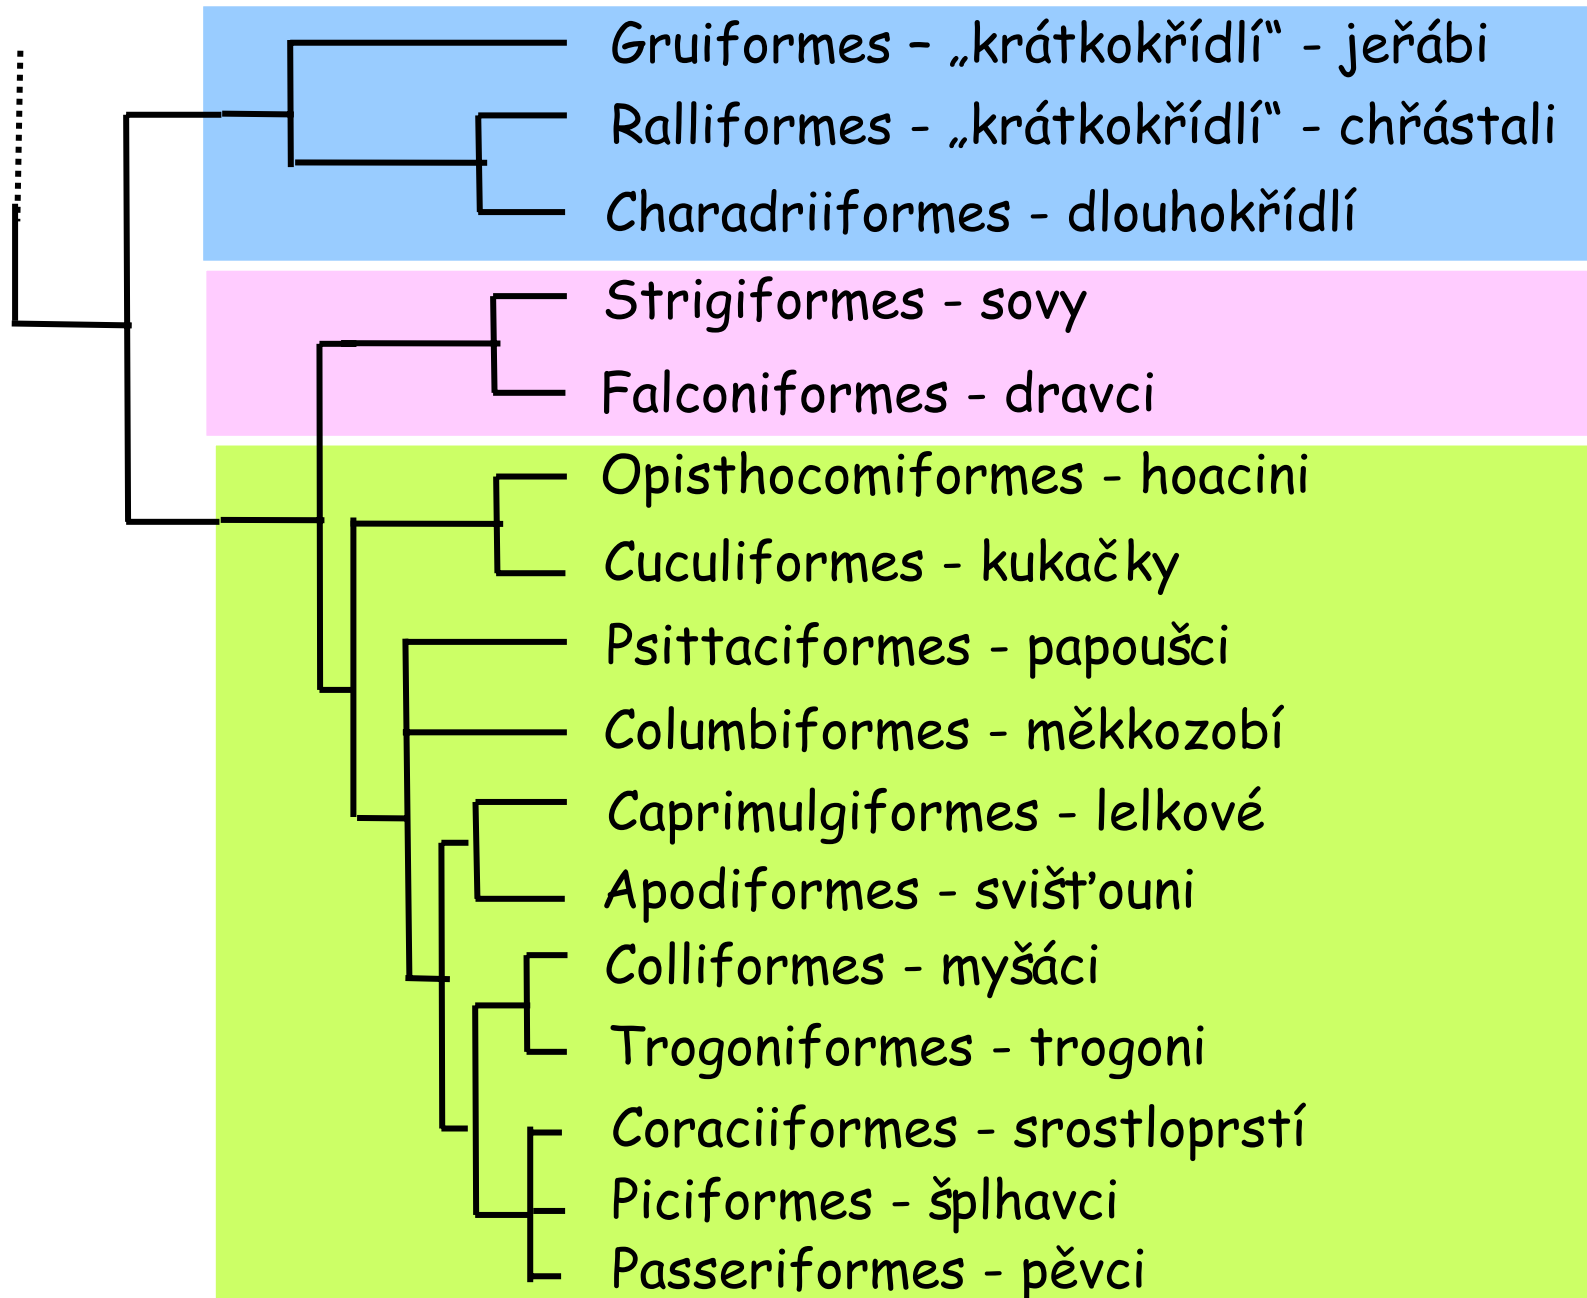 Gruiformes – „krátkokřídlí“ - jeřábi
Ralliformes - „krátkokřídlí“ - chřástali
Charadriiformes - dlouhokřídlí
Strigiformes - sovy
Falconiformes - dravci
Opisthocomiformes - hoacini
Cuculiformes - kukačky
Psittaciformes - papoušci
Columbiformes - měkkozobí
Caprimulgiformes - lelkové
Apodiformes - svišťouni
Colliformes - myšáci
Trogoniformes - trogoni
Coraciiformes - srostloprstí
Piciformes - šplhavci
Passeriformes - pěvci